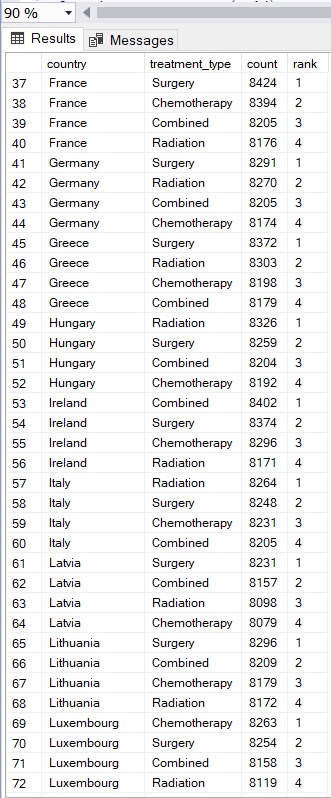 90 %
Results Messages
country treatment_type count rank
37 France Surgery 8424 1
38 France Chemotherapy 8394 2
39 France Combined 8205 3
40 France Radiation 8176 4
41 Germany Surgery 8291 1
42 Germany Radiation 8270 2
43 Germany Combined 8205 3
44 Germany Chemotherapy 8174 4
45 Greece Surgery 8372 1
46 Greece Radiation 8303 2
47 Greece Chemotherapy 8198 3
48 Greece Combined 8179 4
49 Hungary Radiation 8326 1
50 Hungary Surgery 8259 2
51 Hungary Combined 8204 3
52 Hungary Chemotherapy 8192 4
53 Ireland Combined 8402 1
54 Ireland Surgery 8374 2
55 Ireland Chemotherapy 8296 3
56 Ireland Radiation 8171 4
57 Italy Radiation 8264 1
58 Italy Surgery 8248 2
59 Italy Chemotherapy 8231 3
60 Italy Combined 8205 4
61 Latvia Surgery 8231 1
62 Latvia Combined 8157 2
63 Latvia Radiation 8098 3
64 Latvia Chemotherapy 8079 4
65 Lithuania Surgery 8296 1
66 Lithuania Combined 8209 2
67 Lithuania Chemotherapy 8179 3
68 Lithuania Radiation 8172 4
69 Luxembourg Chemotherapy 8263 1
70 Luxembourg Surgery 8254 2
71 Luxembourg Combined 8158 3
72 Luxembourg Radiation 8119 4